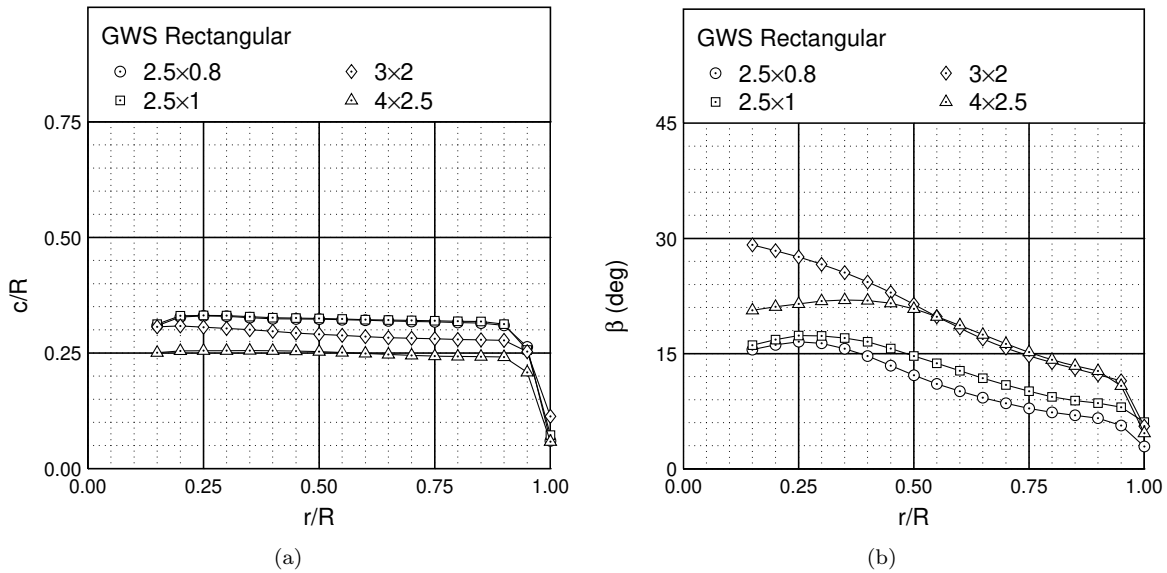 GWS Rectangular
2.5×0.8
3×2
2.5×1
4×2.5
0.75
0.50
0.25
0.00
c/R
0.00 0.25 0.50 0.75 1.00
r/R
(a)
GWS Rectangular
2.5×0.8
3×2
2.5×1
4×2.5
45
30
15
0
β (deg)
0.00 0.25 0.50 0.75 1.00
r/R
(b)